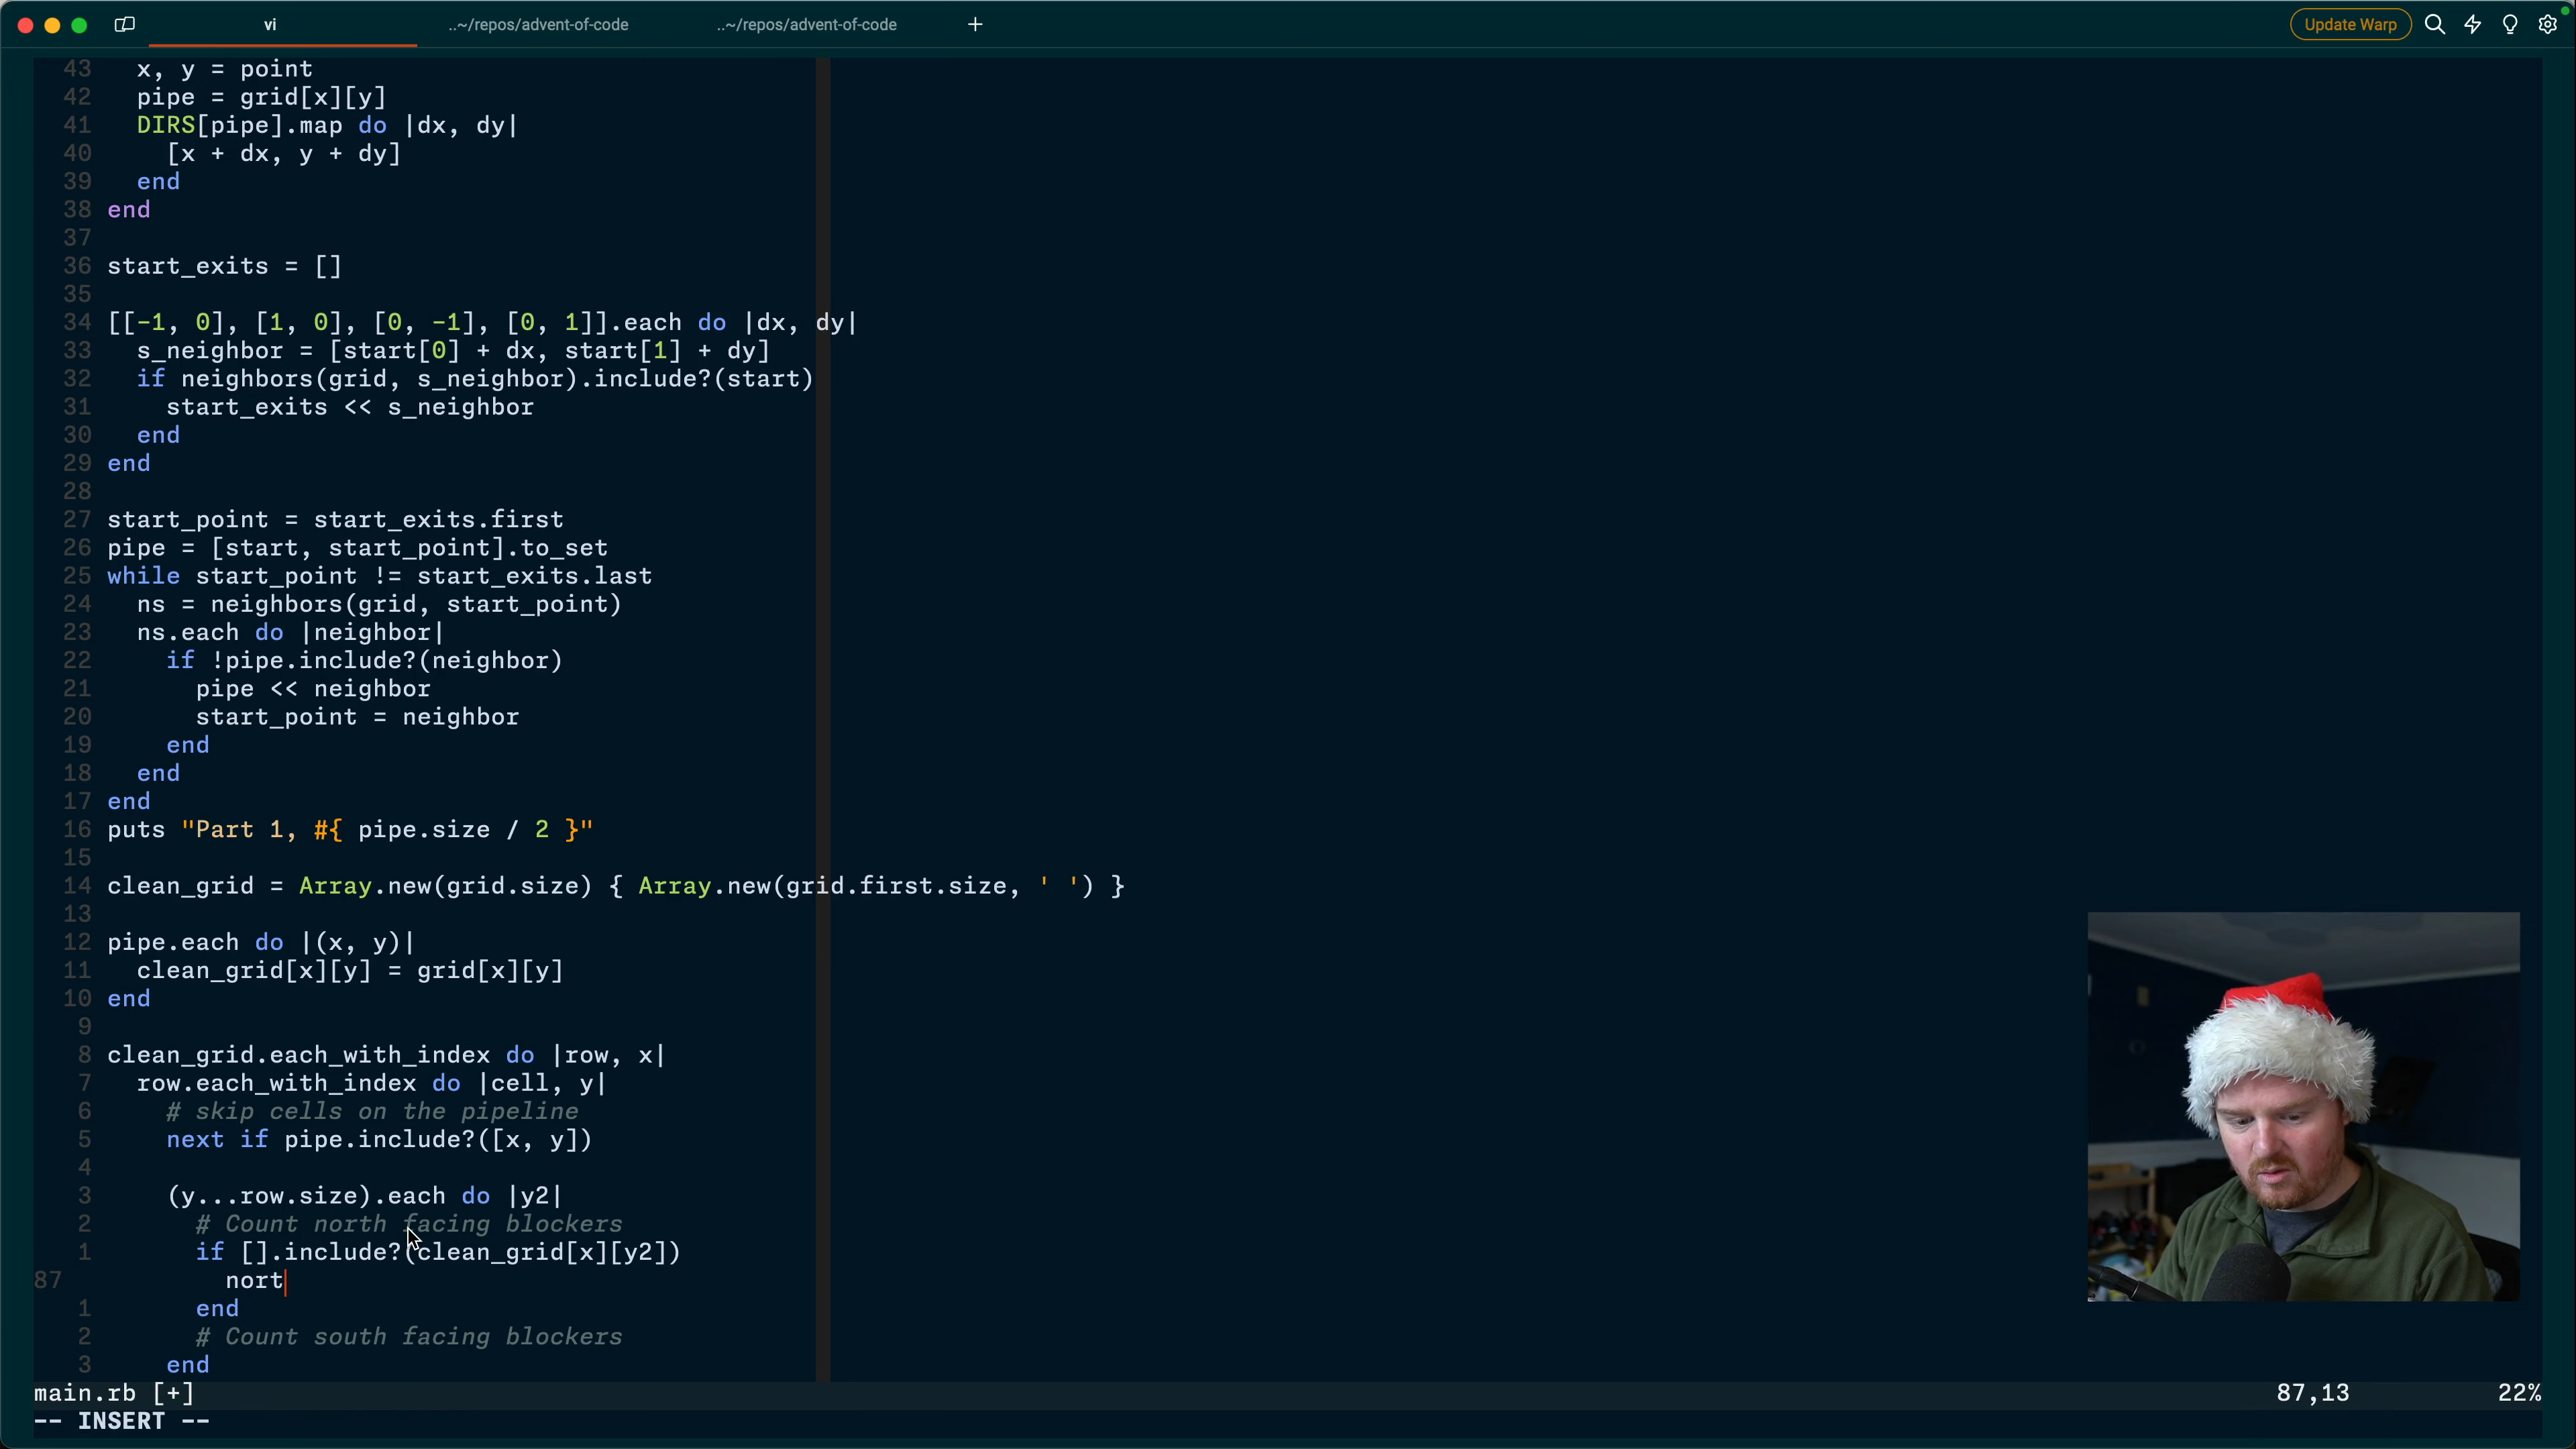 vi ..~/repos/advent-of-code ..~/repos/advent-of-code + Update Warp
43 x, y = point
42 pipe = grid[x][y]
41 DIRS[pipe].map do |dx, dy|
40 [x + dx, y + dy]
39 end
38 end
37
36 start_exits = []
35
34 [[-1, 0], [1, 0], [0, -1], [0, 1]].each do |dx, dy|
33 s_neighbor = [start[0] + dx, start[1] + dy]
32 if neighbors(grid, s_neighbor).include?(start)
31 start_exits << s_neighbor
30 end
29 end
28
27 start_point = start_exits.first
26 pipe = [start, start_point].to_set
25 while start_point != start_exits.last
24 ns = neighbors(grid, start_point)
23 ns.each do |neighbor|
22 if !pipe.include?(neighbor)
21 pipe << neighbor
20 start_point = neighbor
19 end
18 end
17 end
16 puts "Part 1, #{ pipe.size / 2 }"
15
14 clean_grid = Array.new(grid.size) { Array.new(grid.first.size, ' ') }
13
12 pipe.each do |(x, y)|
11 clean_grid[x][y] = grid[x][y]
10 end
9
8 clean_grid.each_with_index do |row, x|
7 row.each_with_index do |cell, y|
6 # skip cells on the pipeline
5 next if pipe.include?([x, y])
4
3 (y...row.size).each do |y2|
2 # Count north facing blockers
1 if [].include?(clean_grid[x][y2])
87 nort
1 end
2 # Count south facing blockers
3 end
main.rb [+] 87,13 22%
-- INSERT --